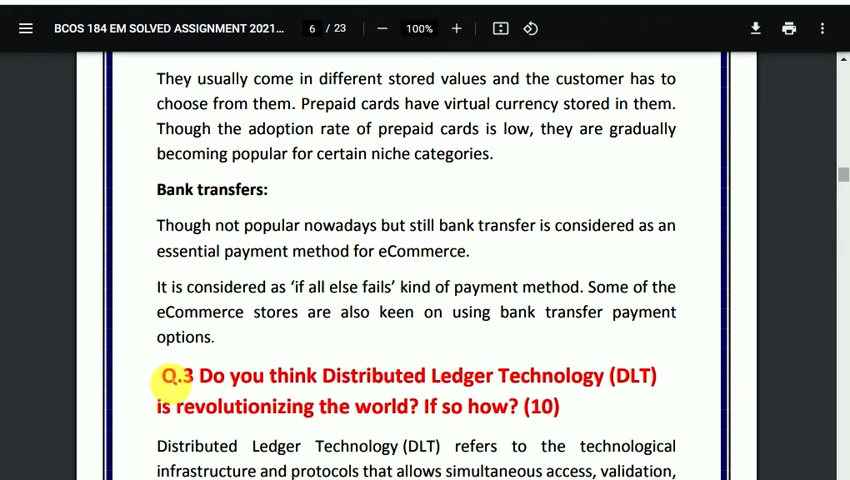 BCOS 184 EM SOLVED ASSIGNMENT 2021... 6 / 23 100%
They usually come in different stored values and the customer has to
choose from them. Prepaid cards have virtual currency stored in them.
Though the adoption rate of prepaid cards is low, they are gradually
becoming popular for certain niche categories.
Bank transfers:
Though not popular nowadays but still bank transfer is considered as an
essential payment method for eCommerce.
It is considered as 'if all else fails' kind of payment method. Some of the
eCommerce stores are also keen on using bank transfer payment
options.
Q.3 Do you think Distributed Ledger Technology (DLT)
is revolutionizing the world? If so how? (10)
Distributed Ledger Technology (DLT) refers to the technological
infrastructure and protocols that allows simultaneous access, validation,